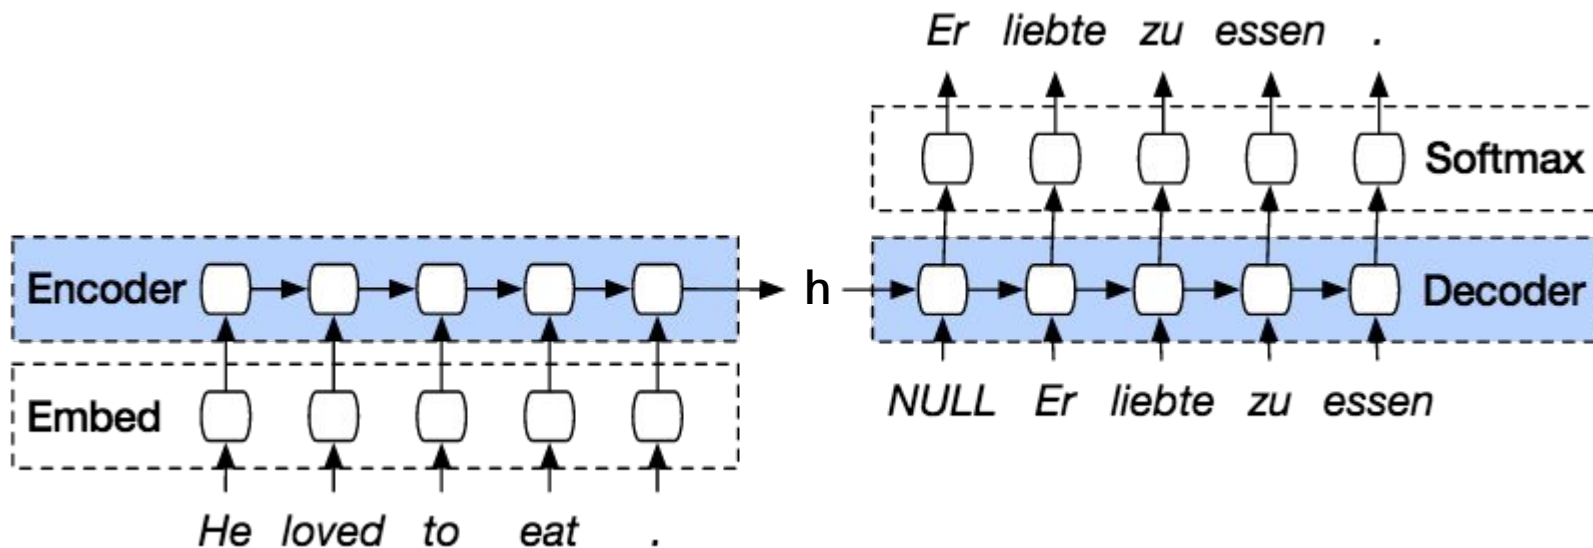 Er liebte zu essen .
Softmax
Encoder h Decoder
Embed
NULL Er liebte zu essen
He loved to eat .